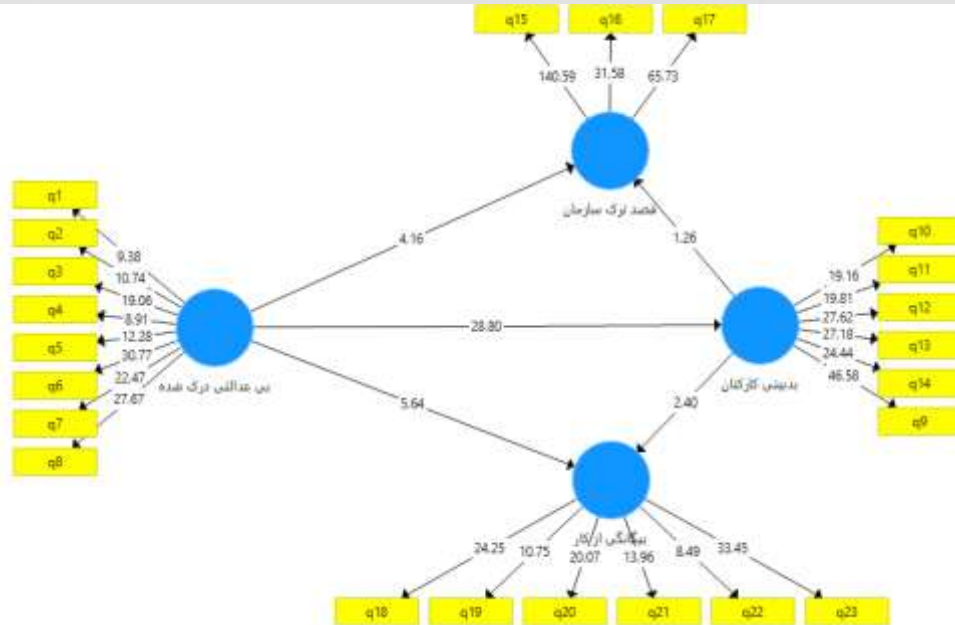 q15 q16 q17
140.59 31.58 65.73
قصد ترک سازمان
q1
q2
q3
q4
q5
q6
q7
q8
9.38
10.74
19.06
8.91
12.28
30.77
22.47
27.67
بی عدالتی درک شده
4.16
1.26
28.80
5.64
2.40
q10
q11
q12
q13
q14
q9
19.16
19.81
27.62
27.18
24.44
46.58
بدبینی کارکنان
بیگانگی از کار
24.25 10.75 20.07 13.96 8.49 33.45
q18 q19 q20 q21 q22 q23